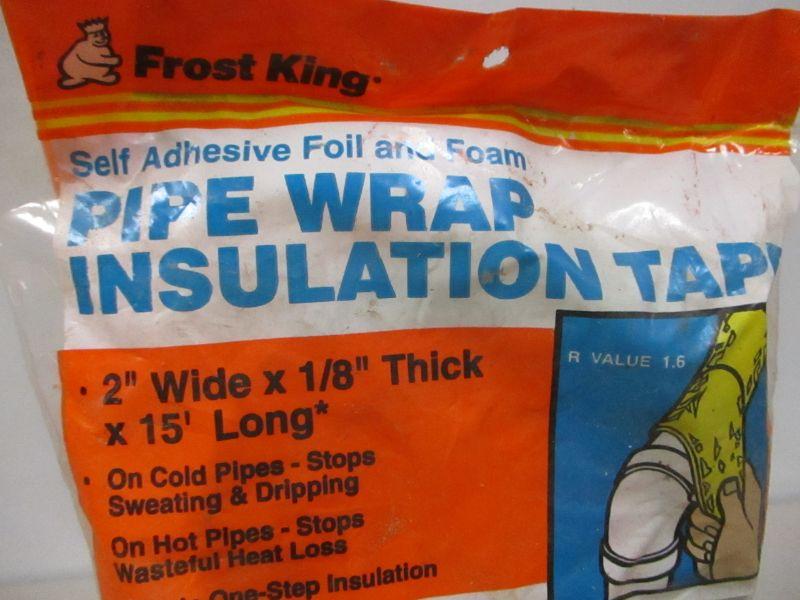 Frost King
Self Adhesive Foil and Foam
PIPE WRAP
INSULATION TAP
R VALUE 1.6
· 2" Wide x 1/8" Thick
x 15' Long*
· On Cold Pipes - Stops
Sweating & Dripping
On Hot Pipes - Stops
Wasteful Heat Loss
One-Step Insulation